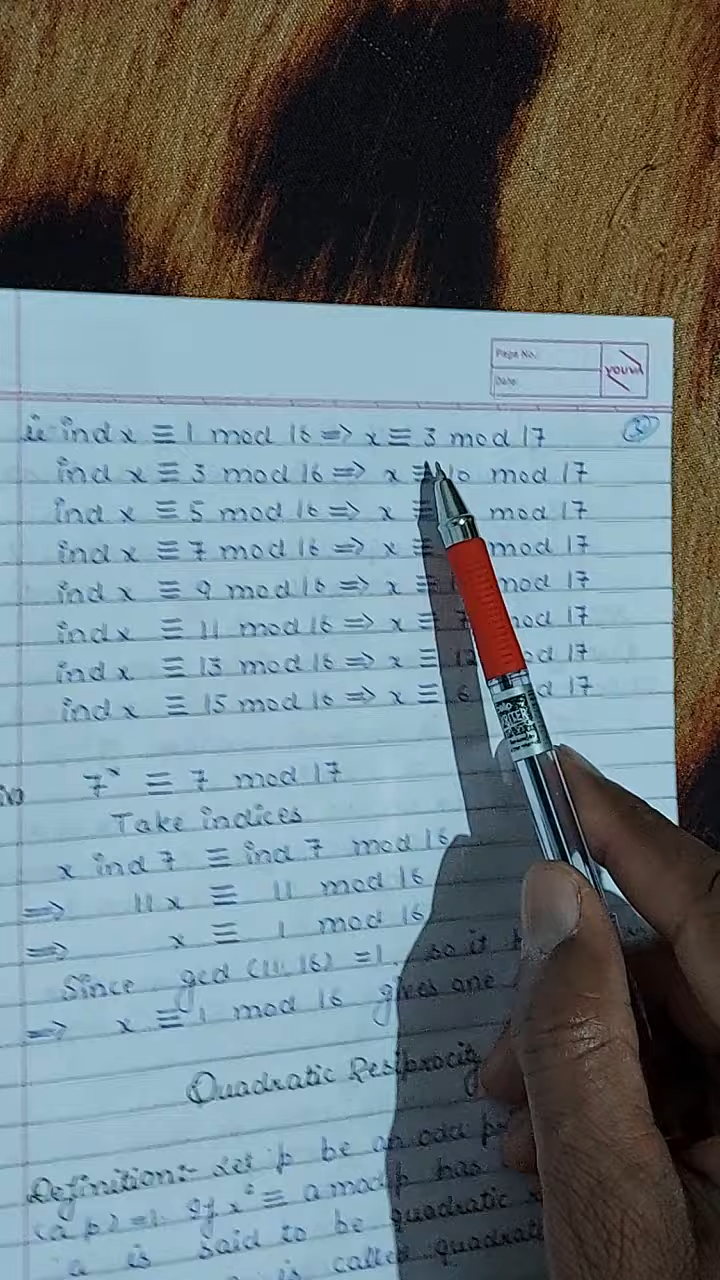 Page No.
Date
youva
3
ie ind x ≡ 1 mod 16 => x ≡ 3 mod 17
ind x ≡ 3 mod 16 => x ≡ 10 mod 17
ind x ≡ 5 mod 16 => x ≡ mod 17
ind x ≡ 7 mod 16 => x ≡ mod 17
ind x ≡ 9 mod 16 => x ≡ mod 17
ind x ≡ 11 mod 16 => x ≡ 7 mod 17
ind x ≡ 13 mod 16 => x ≡ 12 mod 17
ind x ≡ 15 mod 16 => x ≡ 6 mod 17
7ˣ ≡ 7 mod 17
Take indices
x ind 7 ≡ ind 7 mod 16
=> 11x ≡ 11 mod 16
=> x ≡ 1 mod 16
Since gcd (11, 16) = 1, so it
=> x ≡ 1 mod 16 gives one
Quadratic Resiprocity
Definition:- Let p be an odd
(a p) = 1. If x² ≡ a mod p has
a is said to be quadratic
is called quadrat